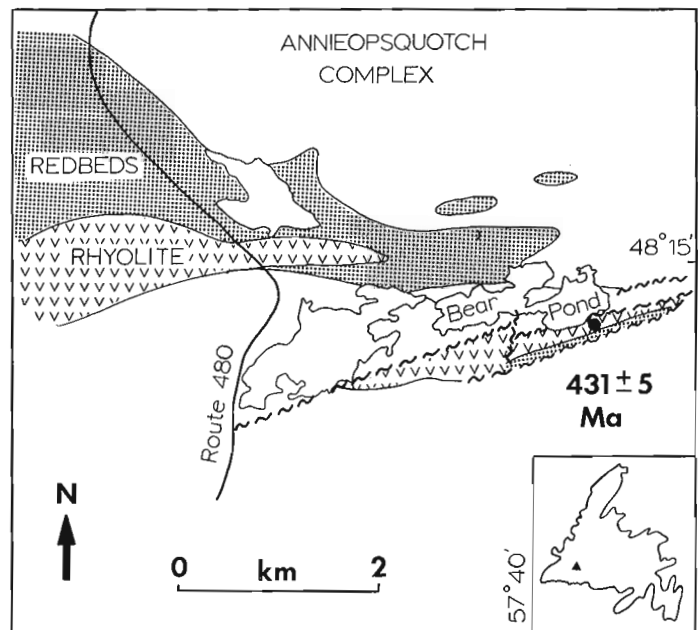 ANNIEOPSQUOTCH
COMPLEX
REDBEDS
RHYOLITE
48°15'
Bear
Pond
431 ± 5
Ma
Route 480
N
0 km 2
57°40'